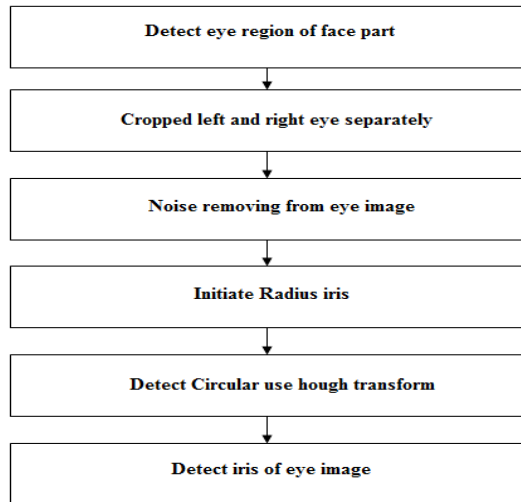 Detect eye region of face part
Cropped left and right eye separately
Noise removing from eye image
Initiate Radius iris
Detect Circular use hough transform
Detect iris of eye image